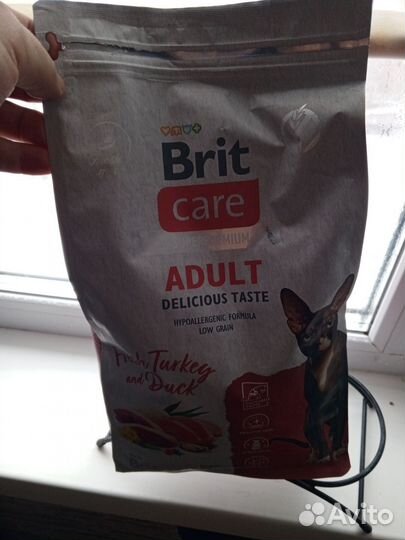 Brit
care
ADULT
DELICIOUS TASTE
HYPOALLERGENIC FORMULA
LOW GRAIN
Turkey
and Duck
Avito